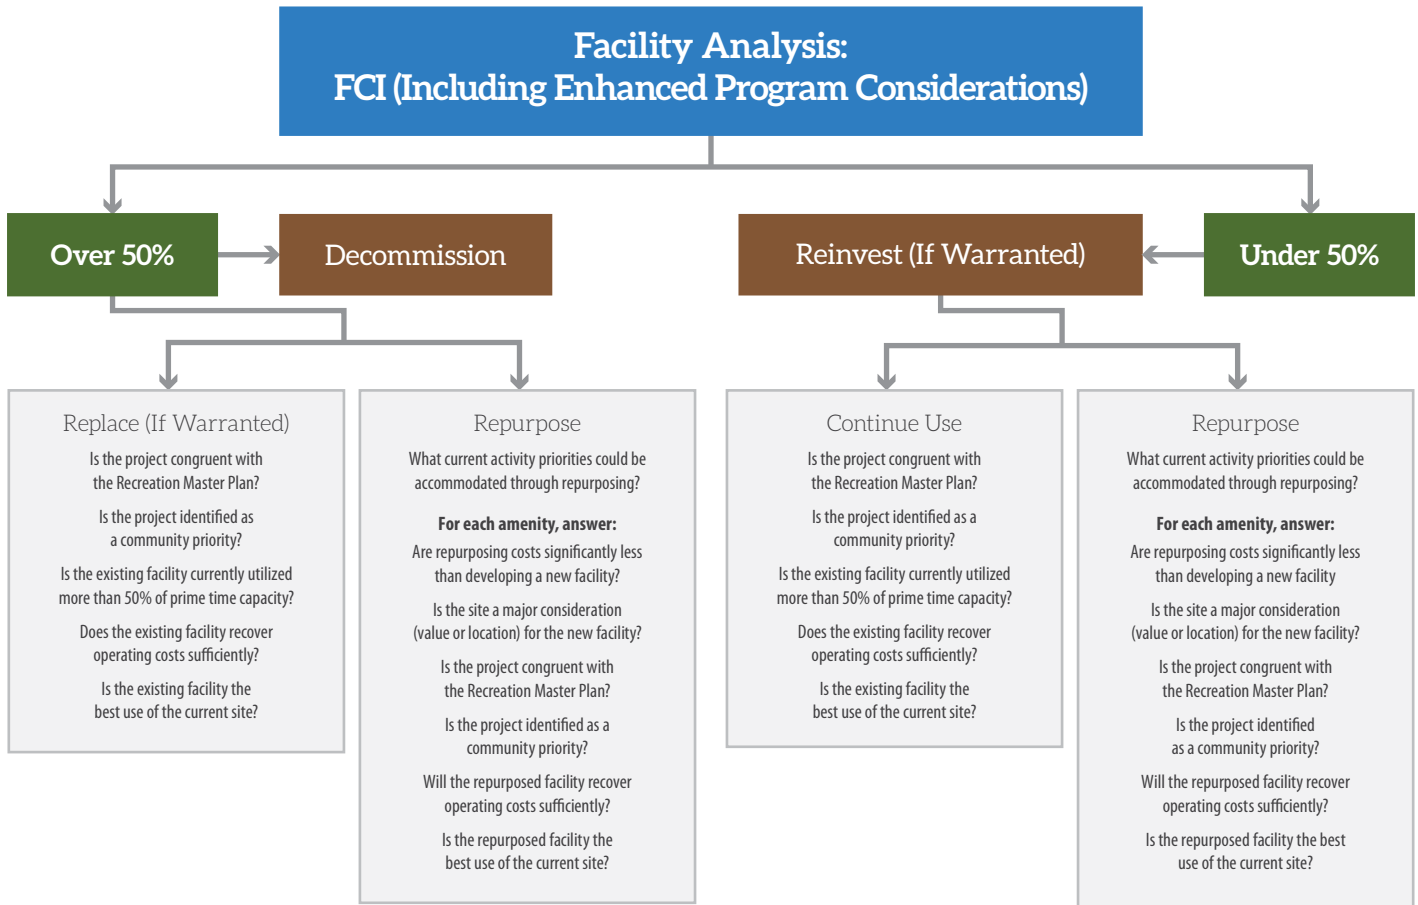 Facility Analysis:
FCI (Including Enhanced Program Considerations)
Over 50%
Decommission
Reinvest (If Warranted)
Under 50%
Replace (If Warranted)
Is the project congruent with
the Recreation Master Plan?
Is the project identified as
a community priority?
Is the existing facility currently utilized
more than 50% of prime time capacity?
Does the existing facility recover
operating costs sufficiently?
Is the existing facility the
best use of the current site?
Repurpose
What current activity priorities could be
accommodated through repurposing?
For each amenity, answer:
Are repurposing costs significantly less
than developing a new facility?
Is the site a major consideration
(value or location) for the new facility?
Is the project congruent with
the Recreation Master Plan?
Is the project identified as a
community priority?
Will the repurposed facility recover
operating costs sufficiently?
Is the repurposed facility the
best use of the current site?
Continue Use
Is the project congruent with
the Recreation Master Plan?
Is the project identified as a
community priority?
Is the existing facility currently utilized
more than 50% of prime time capacity?
Does the existing facility recover
operating costs sufficiently?
Is the existing facility the
best use of the current site?
Repurpose
What current activity priorities could be
accommodated through repurposing?
For each amenity, answer:
Are repurposing costs significantly less
than developing a new facility
Is the site a major consideration
(value or location) for the new facility?
Is the project congruent with
the Recreation Master Plan?
Is the project identified
as a community priority?
Will the repurposed facility recover
operating costs sufficiently?
Is the repurposed facility the best
use of the current site?